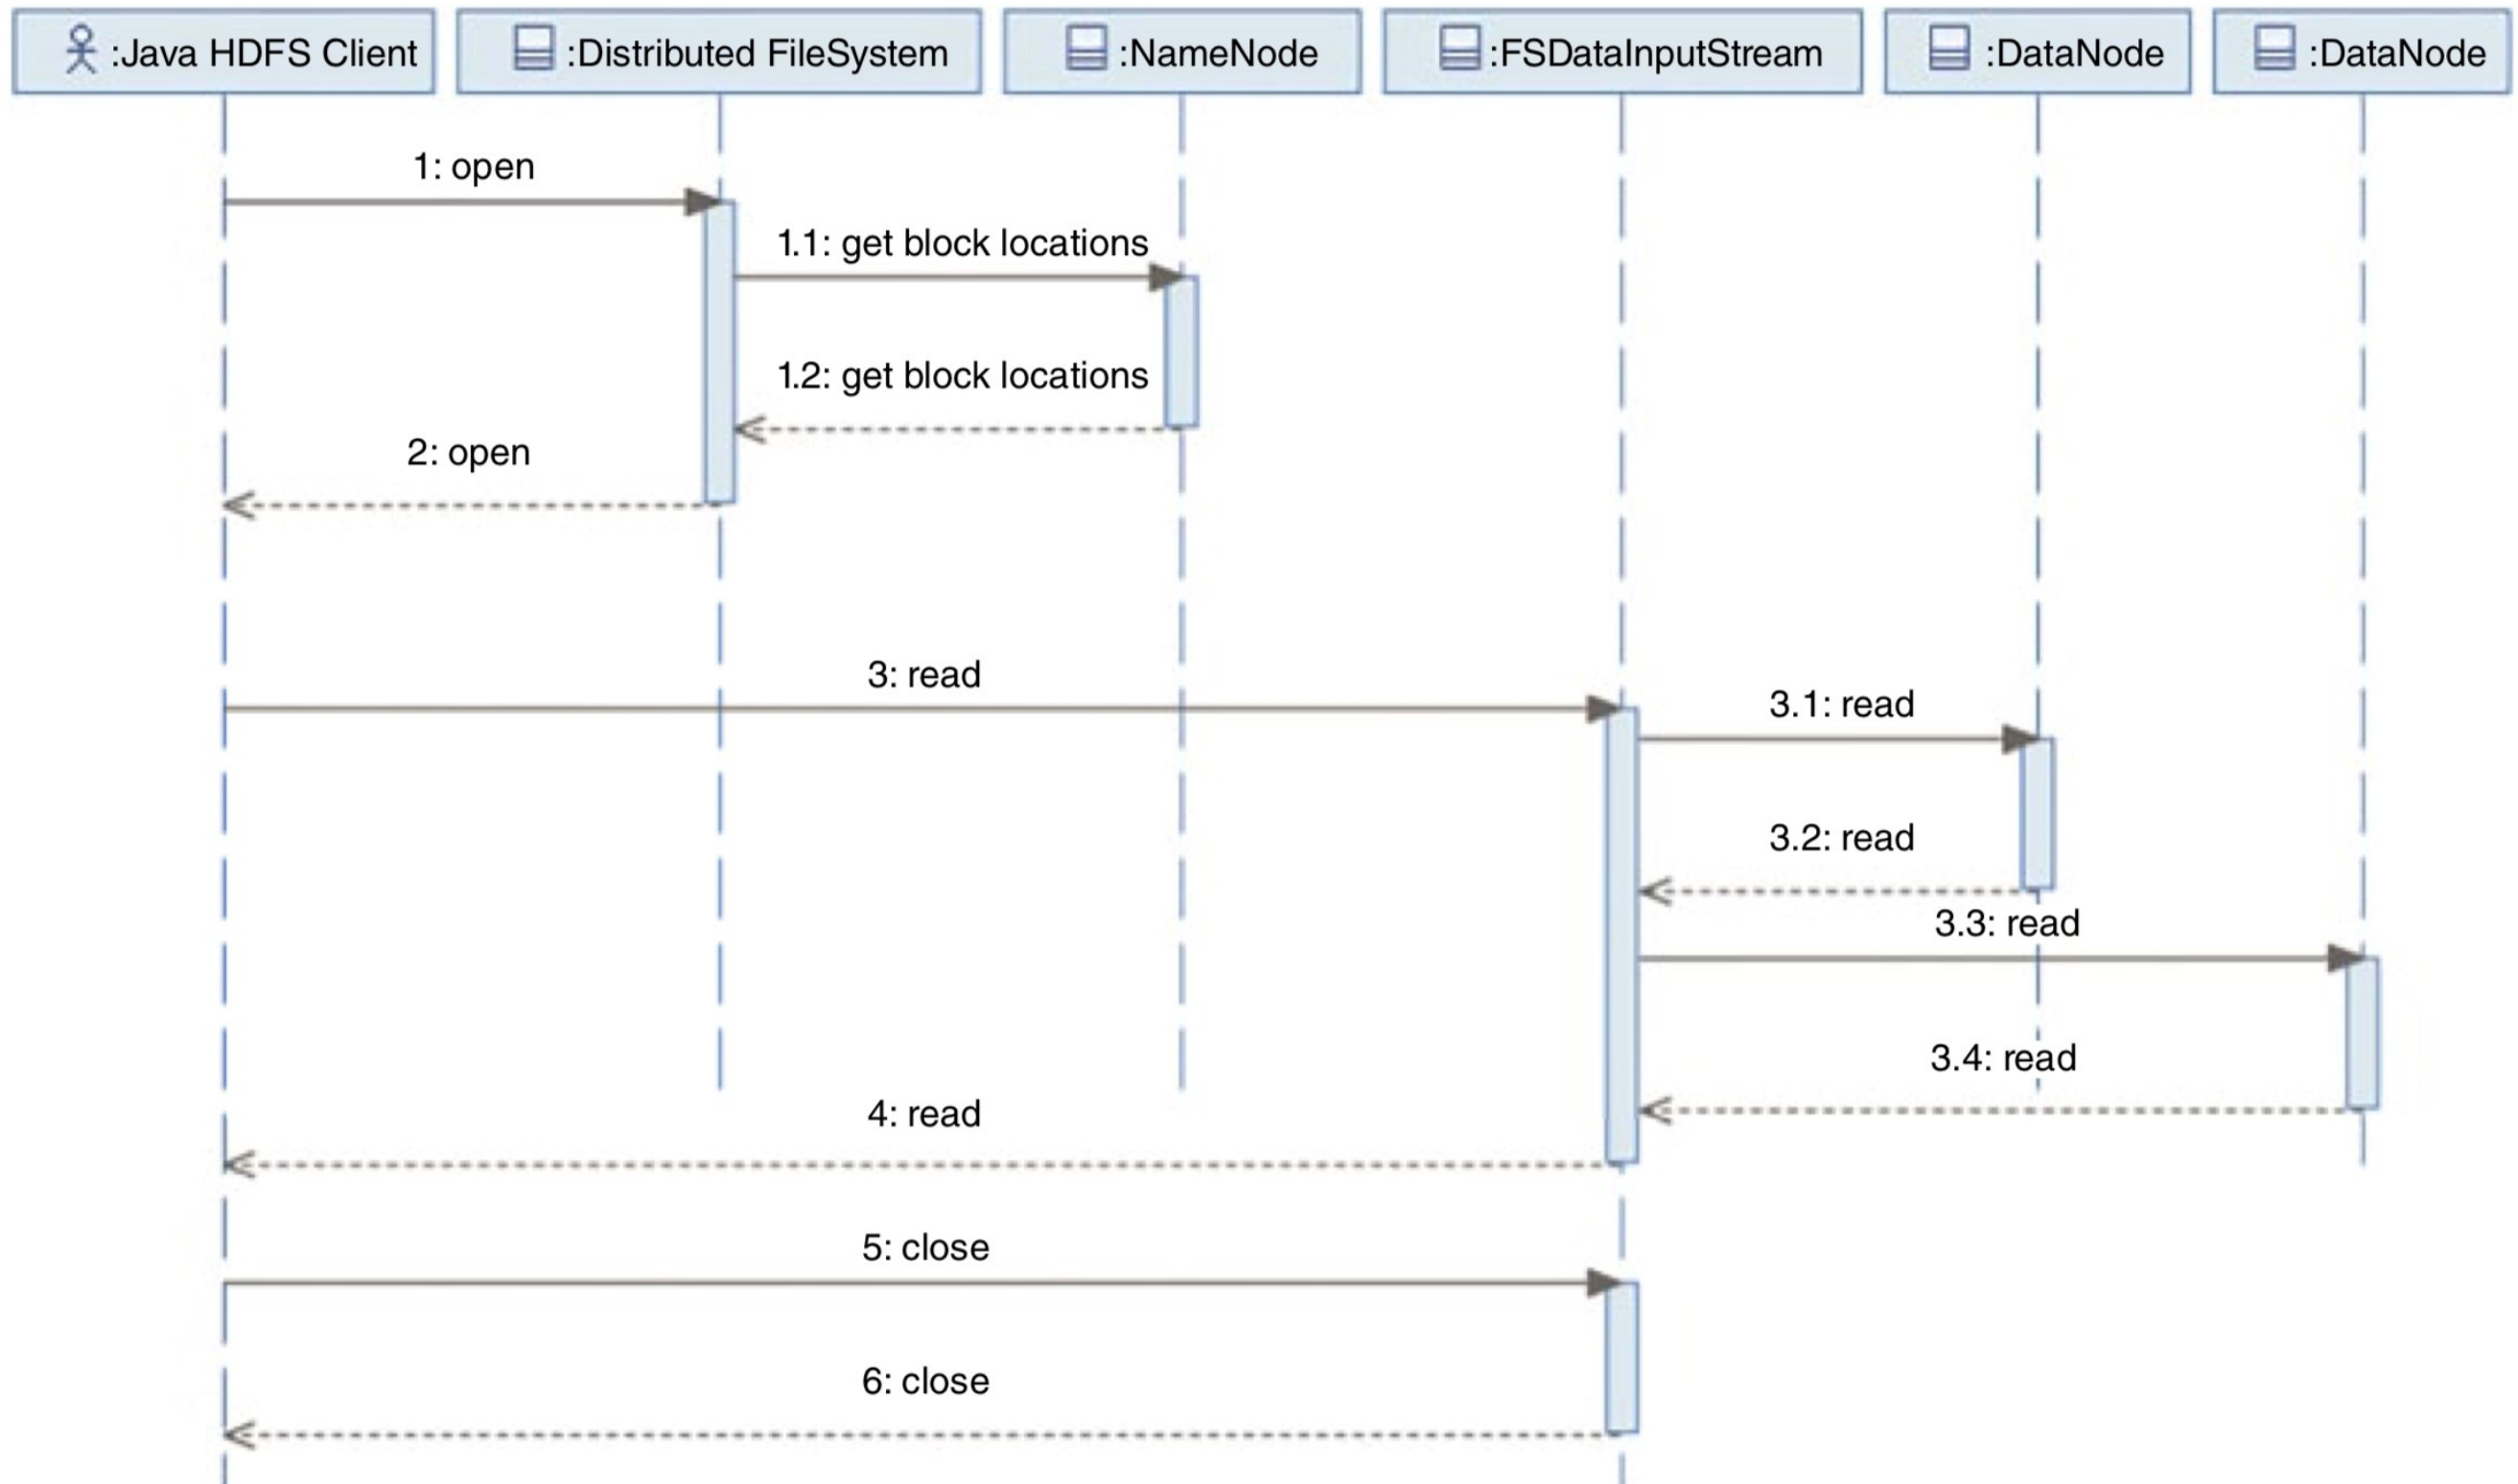 :Java HDFS Client
:Distributed FileSystem
:NameNode
:FSDataInputStream
:DataNode
:DataNode
1: open
1.1: get block locations
1.2: get block locations
2: open
3: read
3.1: read
3.2: read
3.3: read
3.4: read
4: read
5: close
6: close